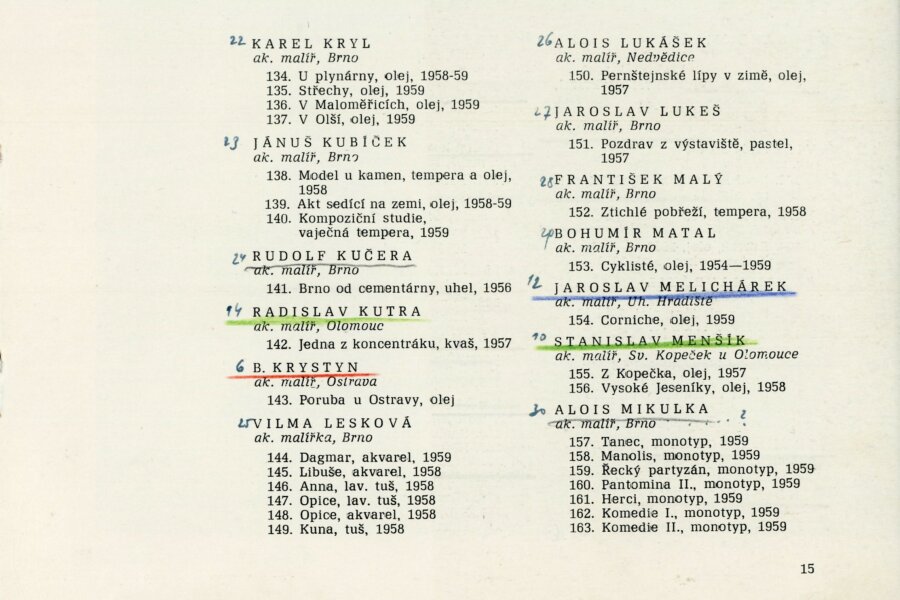 22 KAREL KRYL
ak. malíř, Brno
134. U plynárny, olej, 1958-59
135. Střechy, olej, 1959
136. V Maloměřicích, olej, 1959
137. V Olší, olej, 1959
23 JÁNUŠ KUBÍČEK
ak. malíř, Brno
138. Model u kamen, tempera a olej,
1958
139. Akt sedící na zemi, olej, 1958-59
140. Kompoziční studie,
vaječná tempera, 1959
24 RUDOLF KUČERA
ak. malíř, Brno
141. Brno od cementárny, uhel, 1956
14 RADISLAV KUTRA
ak. malíř, Olomouc
142. Jedna z koncentráku, kvaš, 1957
6 B. KRYSTYN
ak. malíř, Ostrava
143. Poruba u Ostravy, olej
25 VILMA LESKOVÁ
ak. malířka, Brno
144. Dagmar, akvarel, 1959
145. Libuše, akvarel, 1958
146. Anna, lav. tuš, 1958
147. Opice, lav. tuš, 1958
148. Opice, akvarel, 1958
149. Kuna, tuš, 1958
26 ALOIS LUKÁŠEK
ak. malíř, Nedvědice
150. Pernštejnské lípy v zimě, olej,
1957
27 JAROSLAV LUKEŠ
ak. malíř, Brno
151. Pozdrav z výstaviště, pastel,
1957
28 FRANTIŠEK MALÝ
ak. malíř, Brno
152. Ztichlé pobřeží, tempera, 1958
29 BOHUMÍR MATAL
ak. malíř, Brno
153. Cyklisté, olej, 1954—1959
12 JAROSLAV MELICHÁREK
ak. malíř, Uh. Hradiště
154. Corniche, olej, 1959
10 STANISLAV MENŠÍK
ak. malíř, Sv. Kopeček u Olomouce
155. Z Kopečka, olej, 1957
156. Vysoké Jeseníky, olej, 1958
30 ALOIS MIKULKA
ak. malíř, Brno ?
157. Tanec, monotyp, 1959
158. Manolis, monotyp, 1959
159. Řecký partyzán, monotyp, 1959
160. Pantomina II., monotyp, 1959
161. Herci, monotyp, 1959
162. Komedie I., monotyp, 1959
163. Komedie II., monotyp, 1959
15